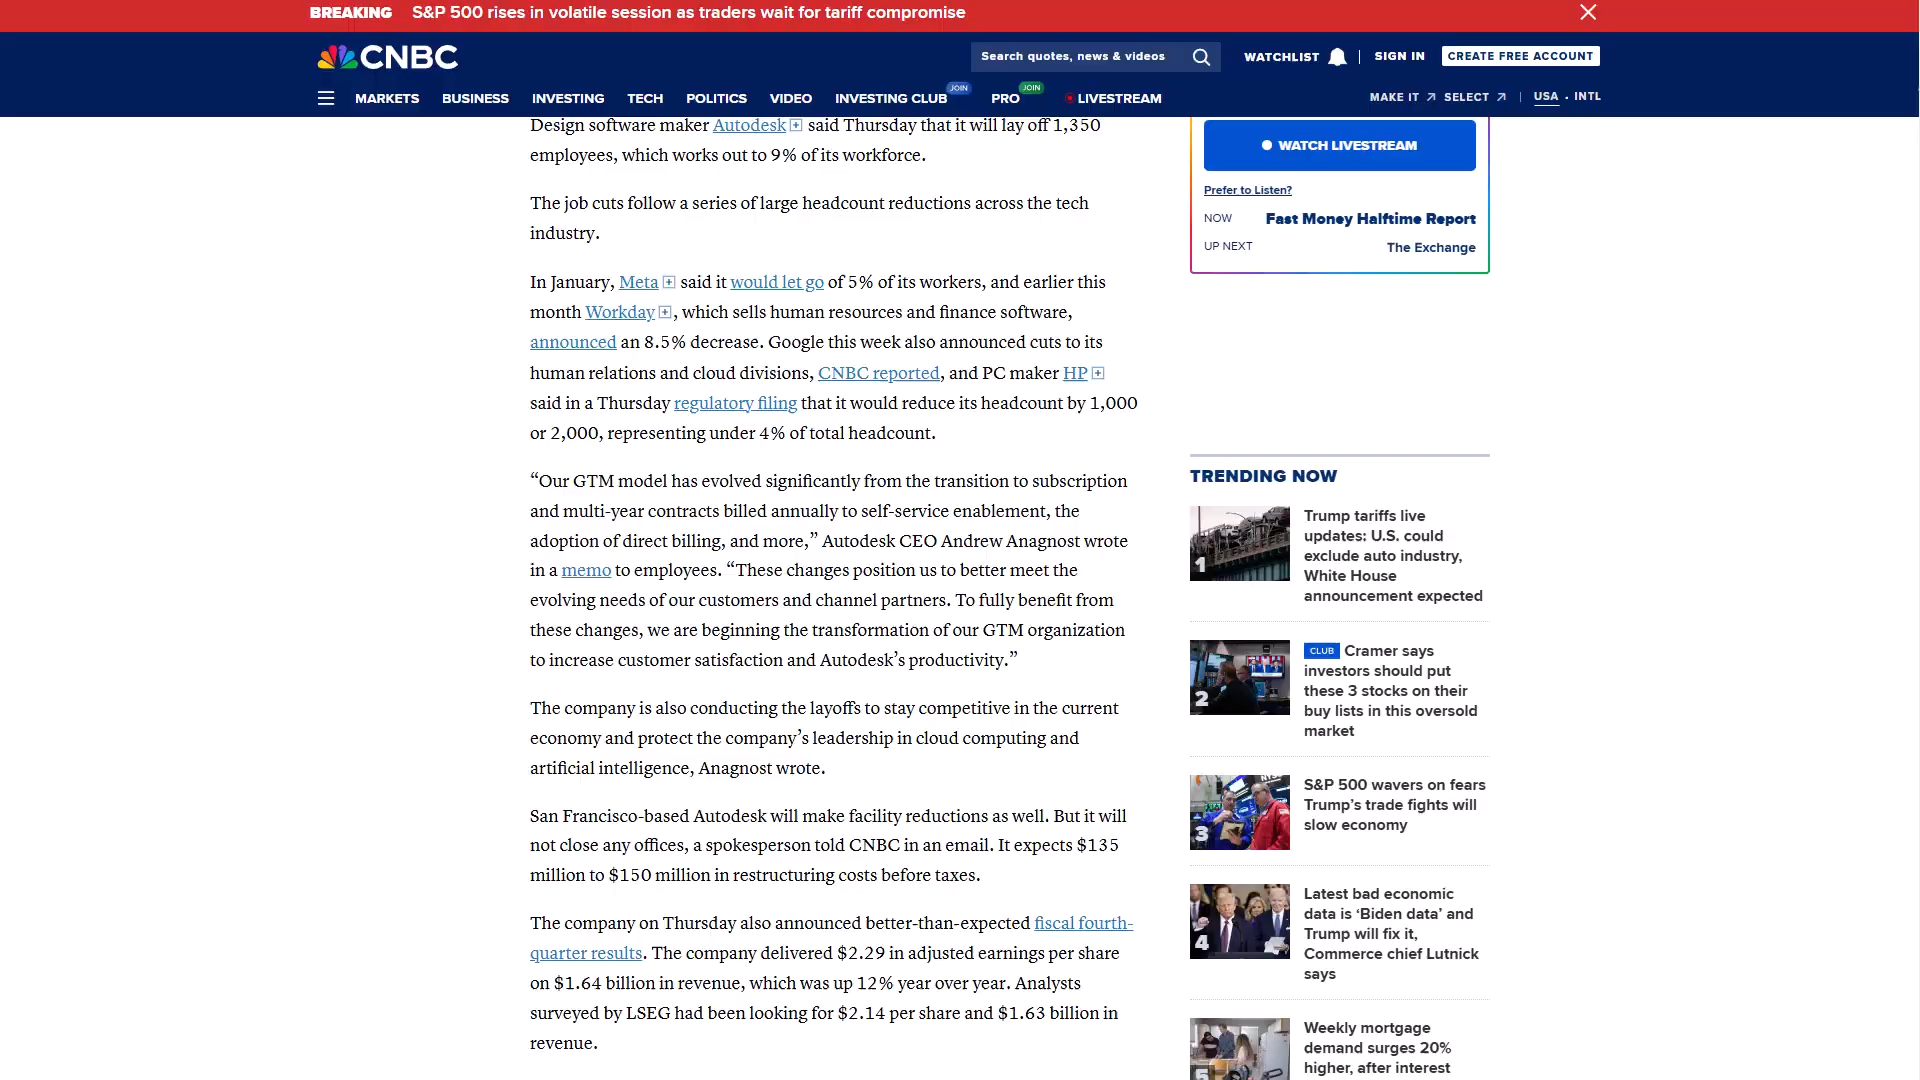 BREAKING S&P 500 rises in volatile session as traders wait for tariff compromise
CNBC
Search quotes, news & videos
WATCHLIST
SIGN IN
CREATE FREE ACCOUNT
MARKETS BUSINESS INVESTING TECH POLITICS VIDEO INVESTING CLUB JOIN PRO JOIN LIVESTREAM
MAKE IT SELECT USA • INTL
Design software maker Autodesk said Thursday that it will lay off 1,350
employees, which works out to 9% of its workforce.
The job cuts follow a series of large headcount reductions across the tech
industry.
In January, Meta said it would let go of 5% of its workers, and earlier this
month Workday, which sells human resources and finance software,
announced an 8.5% decrease. Google this week also announced cuts to its
human relations and cloud divisions, CNBC reported, and PC maker HP
said in a Thursday regulatory filing that it would reduce its headcount by 1,000
or 2,000, representing under 4% of total headcount.
“Our GTM model has evolved significantly from the transition to subscription
and multi-year contracts billed annually to self-service enablement, the
adoption of direct billing, and more,” Autodesk CEO Andrew Anagnost wrote
in a memo to employees. “These changes position us to better meet the
evolving needs of our customers and channel partners. To fully benefit from
these changes, we are beginning the transformation of our GTM organization
to increase customer satisfaction and Autodesk’s productivity.”
The company is also conducting the layoffs to stay competitive in the current
economy and protect the company’s leadership in cloud computing and
artificial intelligence, Anagnost wrote.
San Francisco-based Autodesk will make facility reductions as well. But it will
not close any offices, a spokesperson told CNBC in an email. It expects $135
million to $150 million in restructuring costs before taxes.
The company on Thursday also announced better-than-expected fiscal fourth-
quarter results. The company delivered $2.29 in adjusted earnings per share
on $1.64 billion in revenue, which was up 12% year over year. Analysts
surveyed by LSEG had been looking for $2.14 per share and $1.63 billion in
revenue.
WATCH LIVESTREAM
Prefer to Listen?
NOW Fast Money Halftime Report
UP NEXT The Exchange
TRENDING NOW
1
Trump tariffs live
updates: U.S. could
exclude auto industry,
White House
announcement expected
2
CLUB Cramer says
investors should put
these 3 stocks on their
buy lists in this oversold
market
3
S&P 500 wavers on fears
Trump’s trade fights will
slow economy
4
Latest bad economic
data is ‘Biden data’ and
Trump will fix it,
Commerce chief Lutnick
says
5
Weekly mortgage
demand surges 20%
higher, after interest